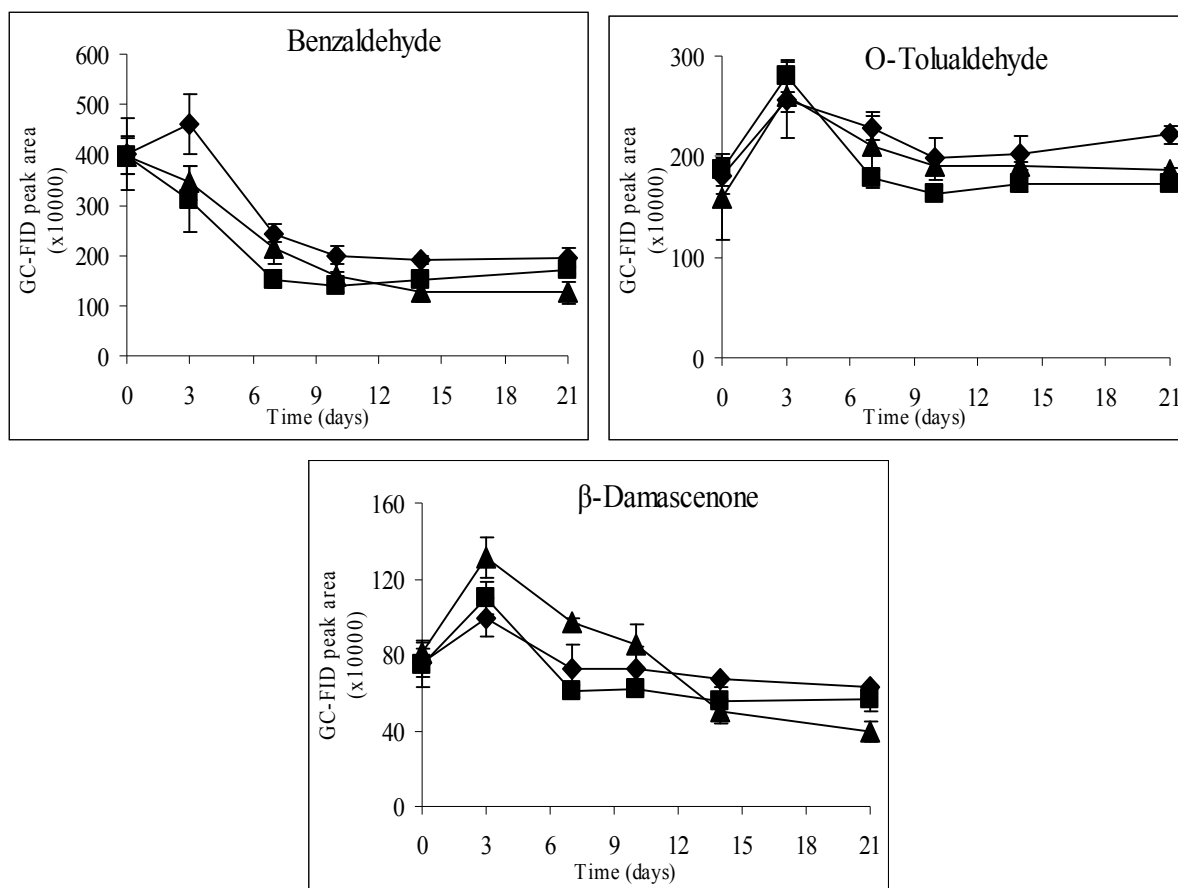 Benzaldehyde
GC-FID peak area
(x10000)
600
500
400
300
200
100
0
0 3 6 9 12 15 18 21
Time (days)
O-Tolualdehyde
GC-FID peak area
(x10000)
300
200
100
0
0 3 6 9 12 15 18 21
Time (days)
β-Damascenone
GC-FID peak area
(x10000)
160
120
80
40
0
0 3 6 9 12 15 18 21
Time (days)